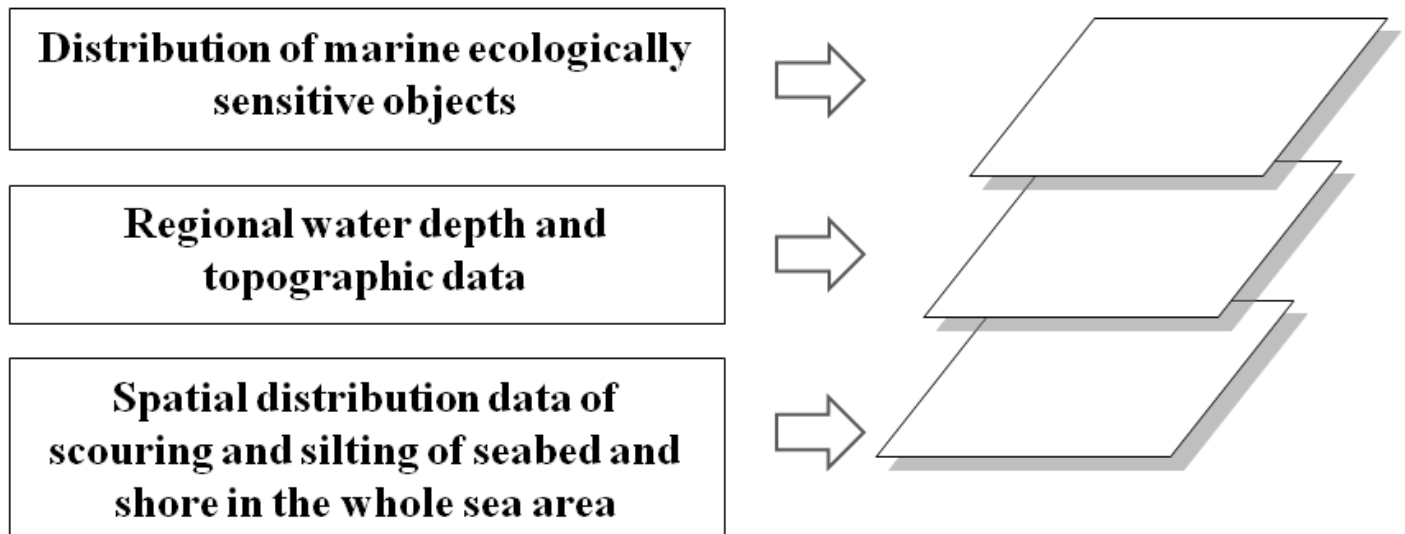 Distribution of marine ecologically
sensitive objects
Regional water depth and
topographic data
Spatial distribution data of
scouring and silting of seabed and
shore in the whole sea area